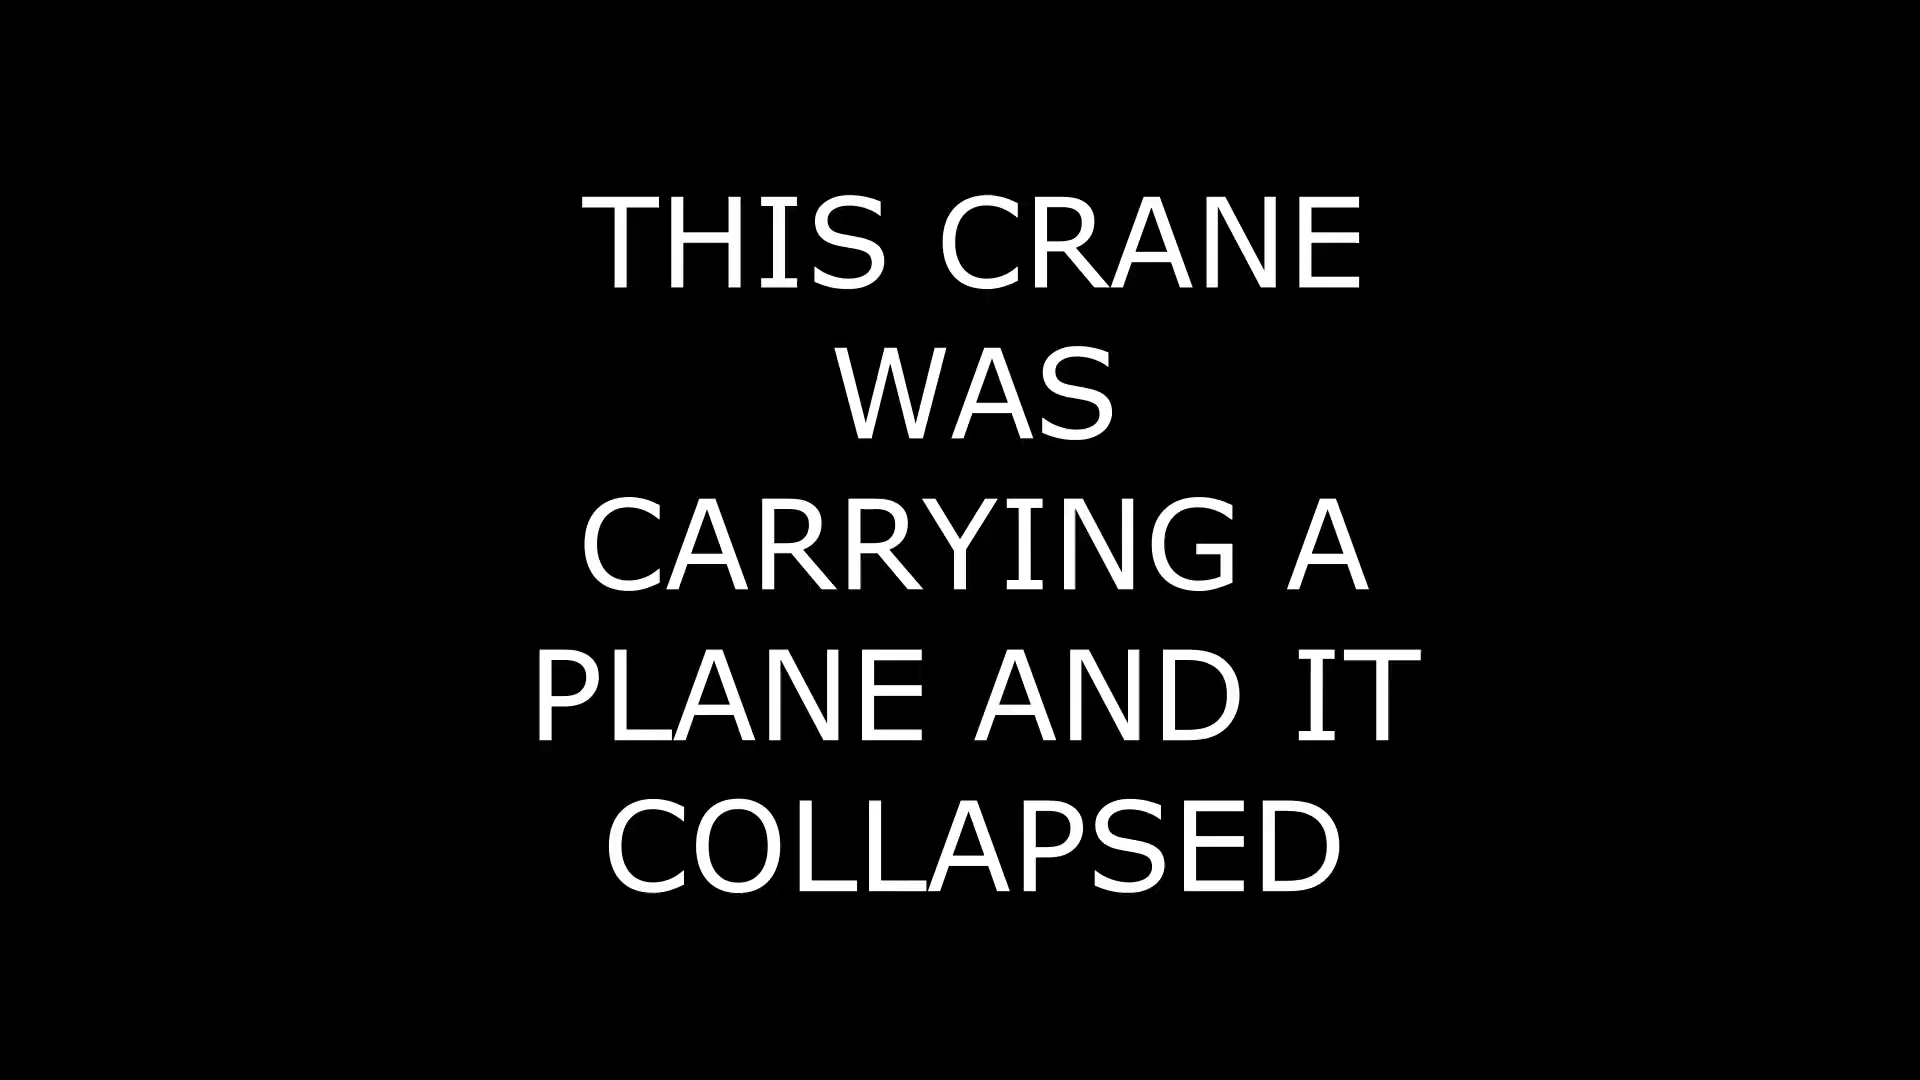 THIS CRANE
WAS
CARRYING A
PLANE AND IT
COLLAPSED